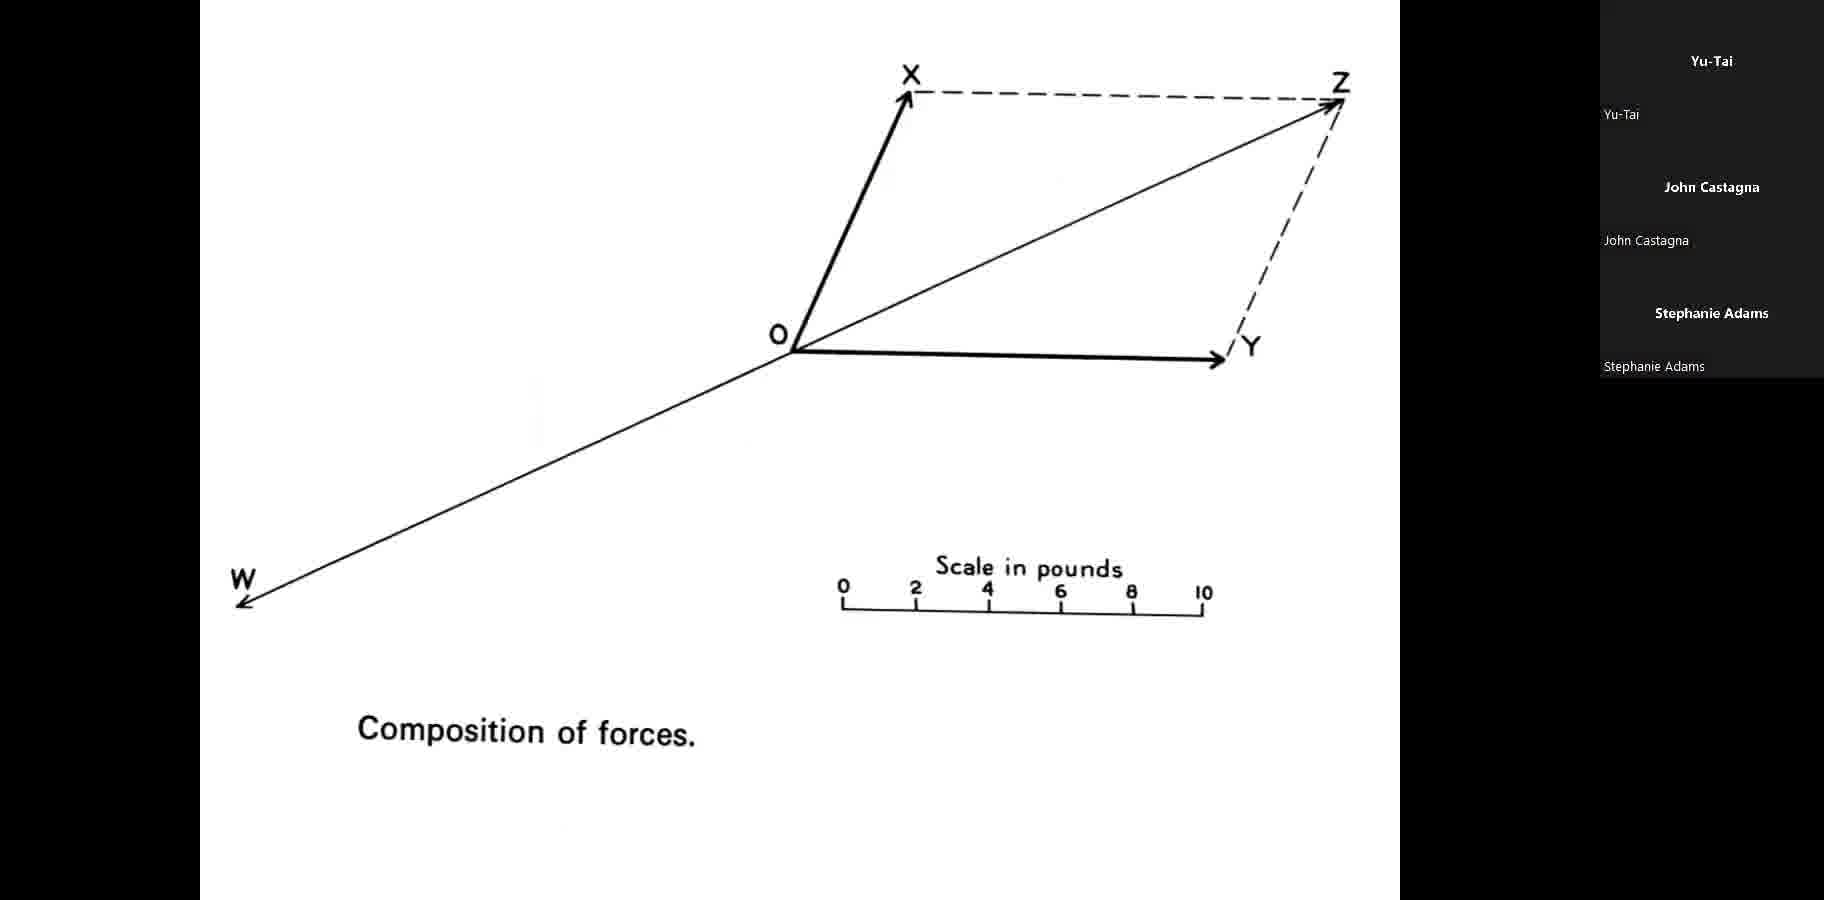 X
Z
O
Y
W
Scale in pounds
0 2 4 6 8 10
Composition of forces.
Yu-Tai
Yu-Tai
John Castagna
John Castagna
Stephanie Adams
Stephanie Adams